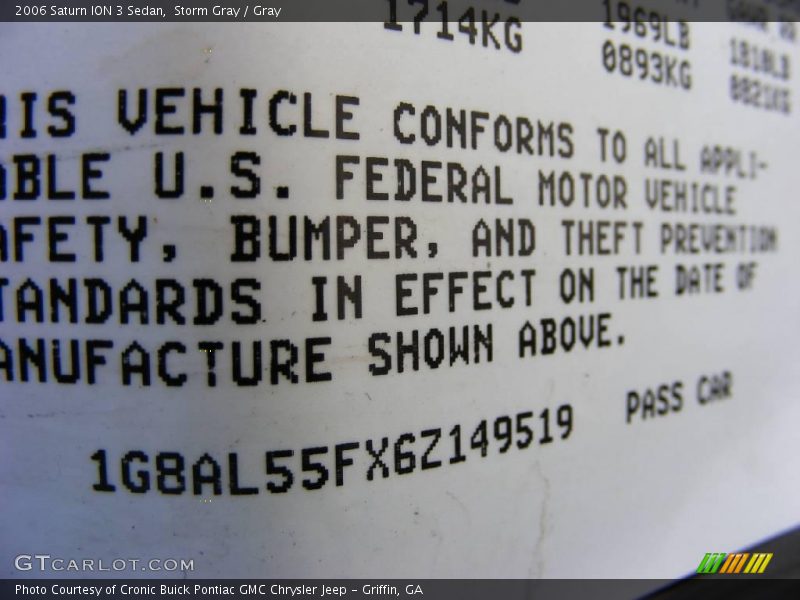 2006 Saturn ION 3 Sedan,  Storm Gray / Gray
1714KG
1969LB
0893KG
1810LB
0821KG
IS VEHICLE CONFORMS TO ALL APPLI-
ABLE U.S. FEDERAL MOTOR VEHICLE
AFETY, BUMPER, AND THEFT PREVENTION
TANDARDS IN EFFECT ON THE DATE OF
ANUFACTURE SHOWN ABOVE.
1G8AL55FX6Z149519
PASS CAR
GTCARLOT.COM
Photo Courtesy of Cronic Buick Pontiac GMC Chrysler Jeep – Griffin, GA